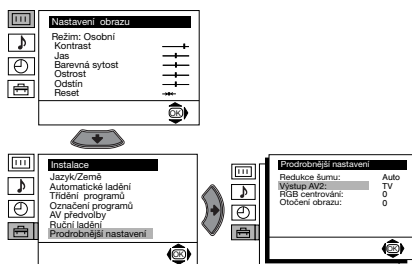 Nastavení obrazu
Režim: Osobní
Kontrast
Jas
Barevná sytost
Ostrost
Odstín
Reset
OK
Instalace
Jazyk/Země
Automatické ladění
Třídění programů
Označení programů
AV předvolby
Ruční ladění
Prodrobnější nastavení
OK
Prodrobnější nastavení
Redukce šumu: Auto
Výstup AV2: TV
RGB centrování: 0
Otočení obrazu: 0
OK